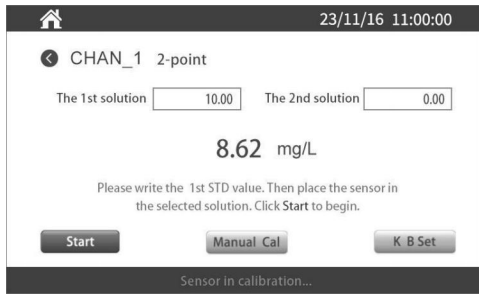 23/11/16 11:00:00
CHAN_1 2-point
The 1st solution 10.00 The 2nd solution 0.00
8.62 mg/L
Please write the 1st STD value. Then place the sensor in
the selected solution. Click Start to begin.
Start Manual Cal K B Set
Sensor in calibration...